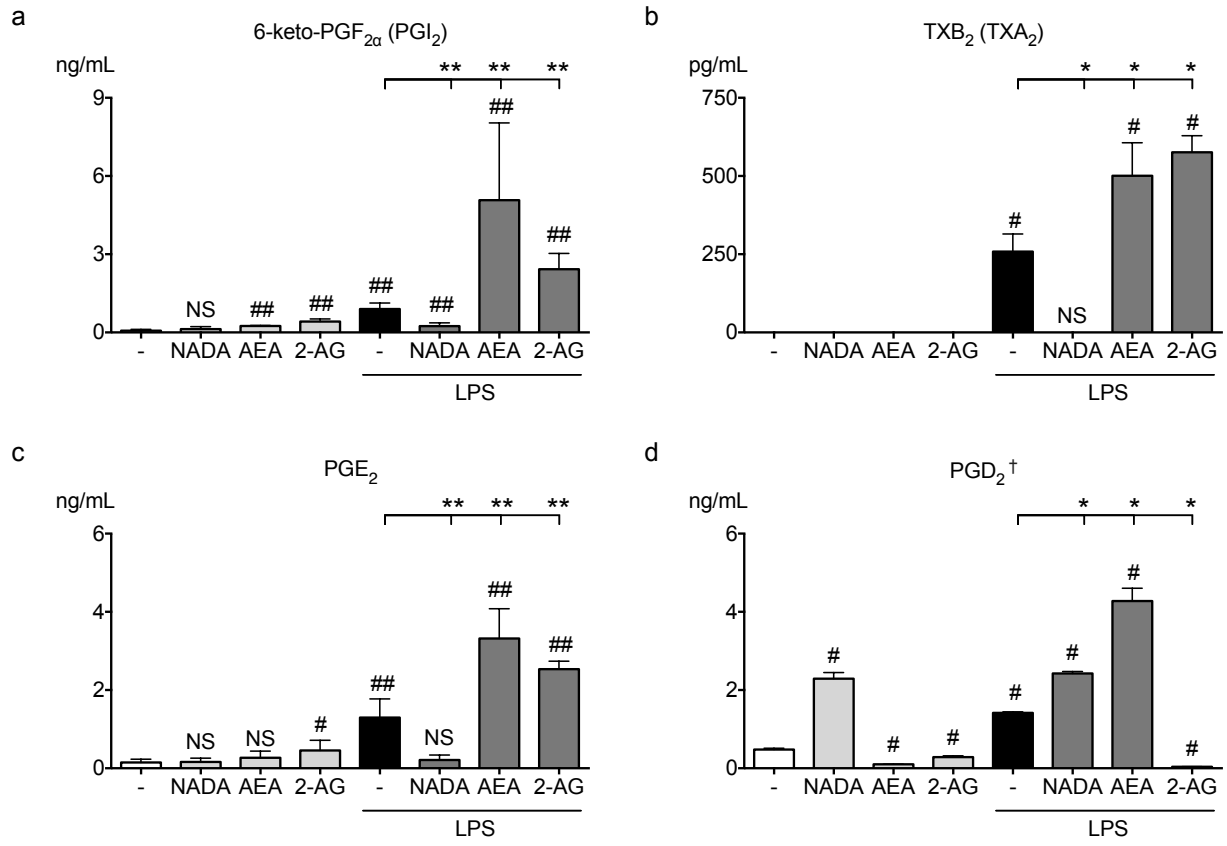 a
6-keto-PGF2α (PGI2)
ng/mL
** ** **
9
6
3
0
NS ## ## ## ## ## ##
- NADA AEA 2-AG - NADA AEA 2-AG
LPS
b
TXB2 (TXA2)
pg/mL
* * *
750
500
250
0
# NS # #
- NADA AEA 2-AG - NADA AEA 2-AG
LPS
c
PGE2
ng/mL
** ** **
6
4
2
0
NS NS # ## NS ## ##
- NADA AEA 2-AG - NADA AEA 2-AG
LPS
d
PGD2 †
ng/mL
* * *
6
4
2
0
# # # # # # #
- NADA AEA 2-AG - NADA AEA 2-AG
LPS